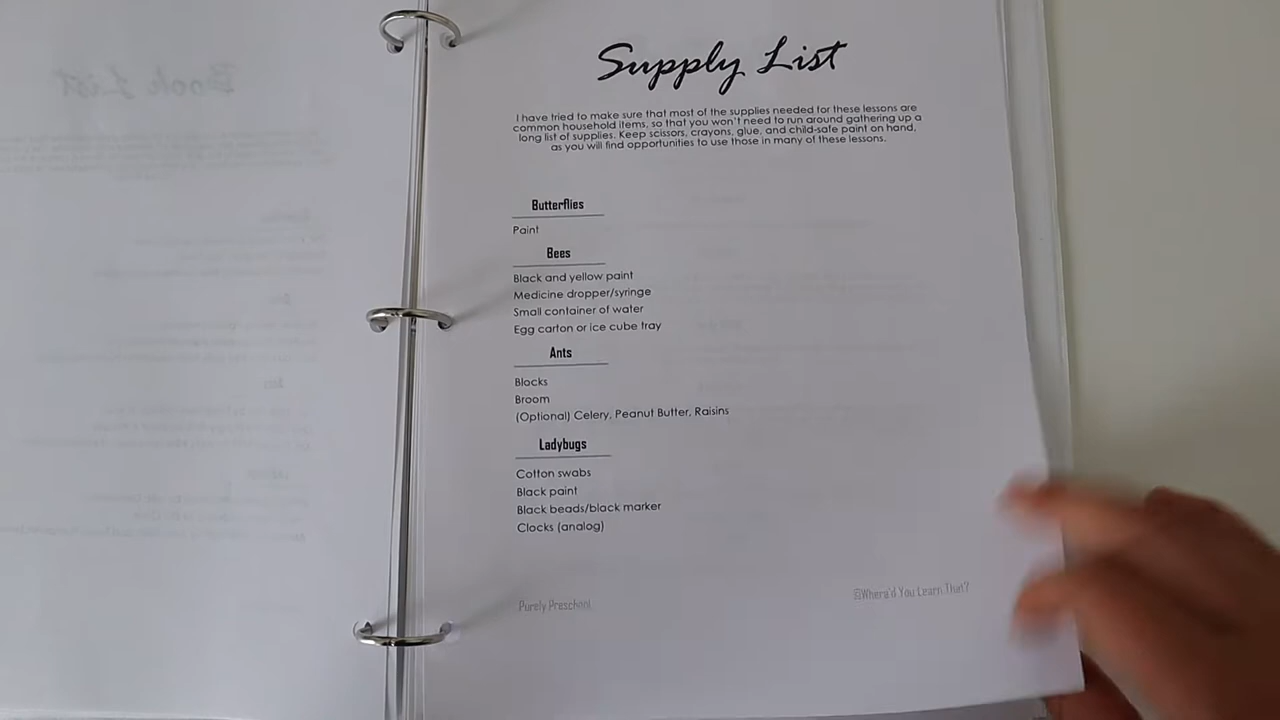 Supply List
I have tried to make sure that most of the supplies needed for these lessons are
common household items, so that you won't need to run around gathering up a
long list of supplies. Keep scissors, crayons, glue, and child-safe paint on hand,
as you will find opportunities to use those in many of these lessons.
Butterflies
Paint
Bees
Black and yellow paint
Medicine dropper/syringe
Small container of water
Egg carton or ice cube tray
Ants
Blocks
Broom
(Optional) Celery, Peanut Butter, Raisins
Ladybugs
Cotton swabs
Black paint
Black beads/black marker
Clocks (analog)
Purely Preschool
©Where'd You Learn That?
Book List